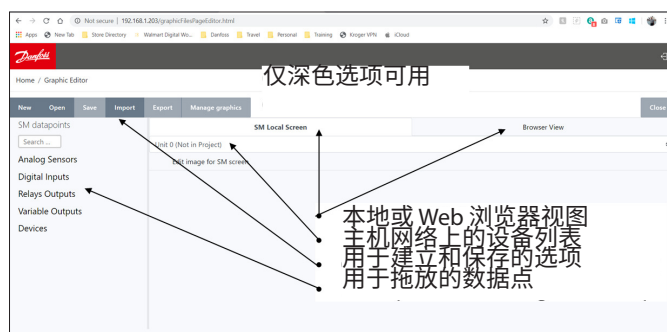 Not secure | 192.168.1.203/graphicFilesPageEditor.html
Apps New Tab Store Directory Walmart Digital Wo... Danfoss Travel Personal Training Kroger VPN iCloud
Danfoss
Home / Graphic Editor
仅深色选项可用
New Open Save Import Export Manage graphics Close
SM datapoints SM Local Screen Browser View
Search ... Unit 0 (Not in Project)
Analog Sensors Edit image for SM screen
Digital Inputs
Relays Outputs
Variable Outputs
Devices
本地或 Web 浏览器视图
主机网络上的设备列表
用于建立和保存的选项
用于拖放的数据点